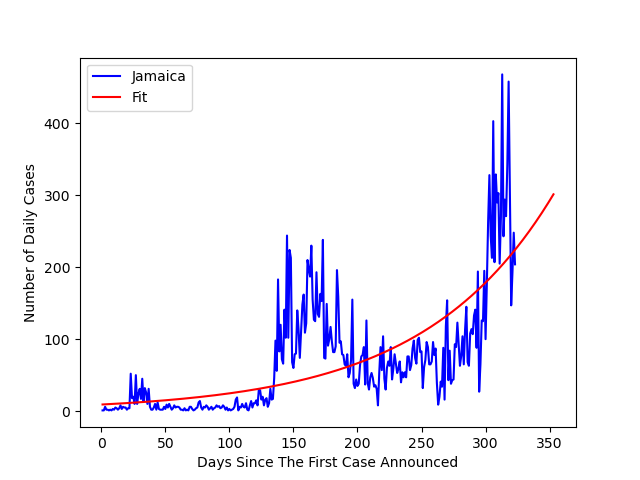 Jamaica
Fit
Number of Daily Cases
400
300
200
100
0
0 50 100 150 200 250 300 350
Days Since The First Case Announced